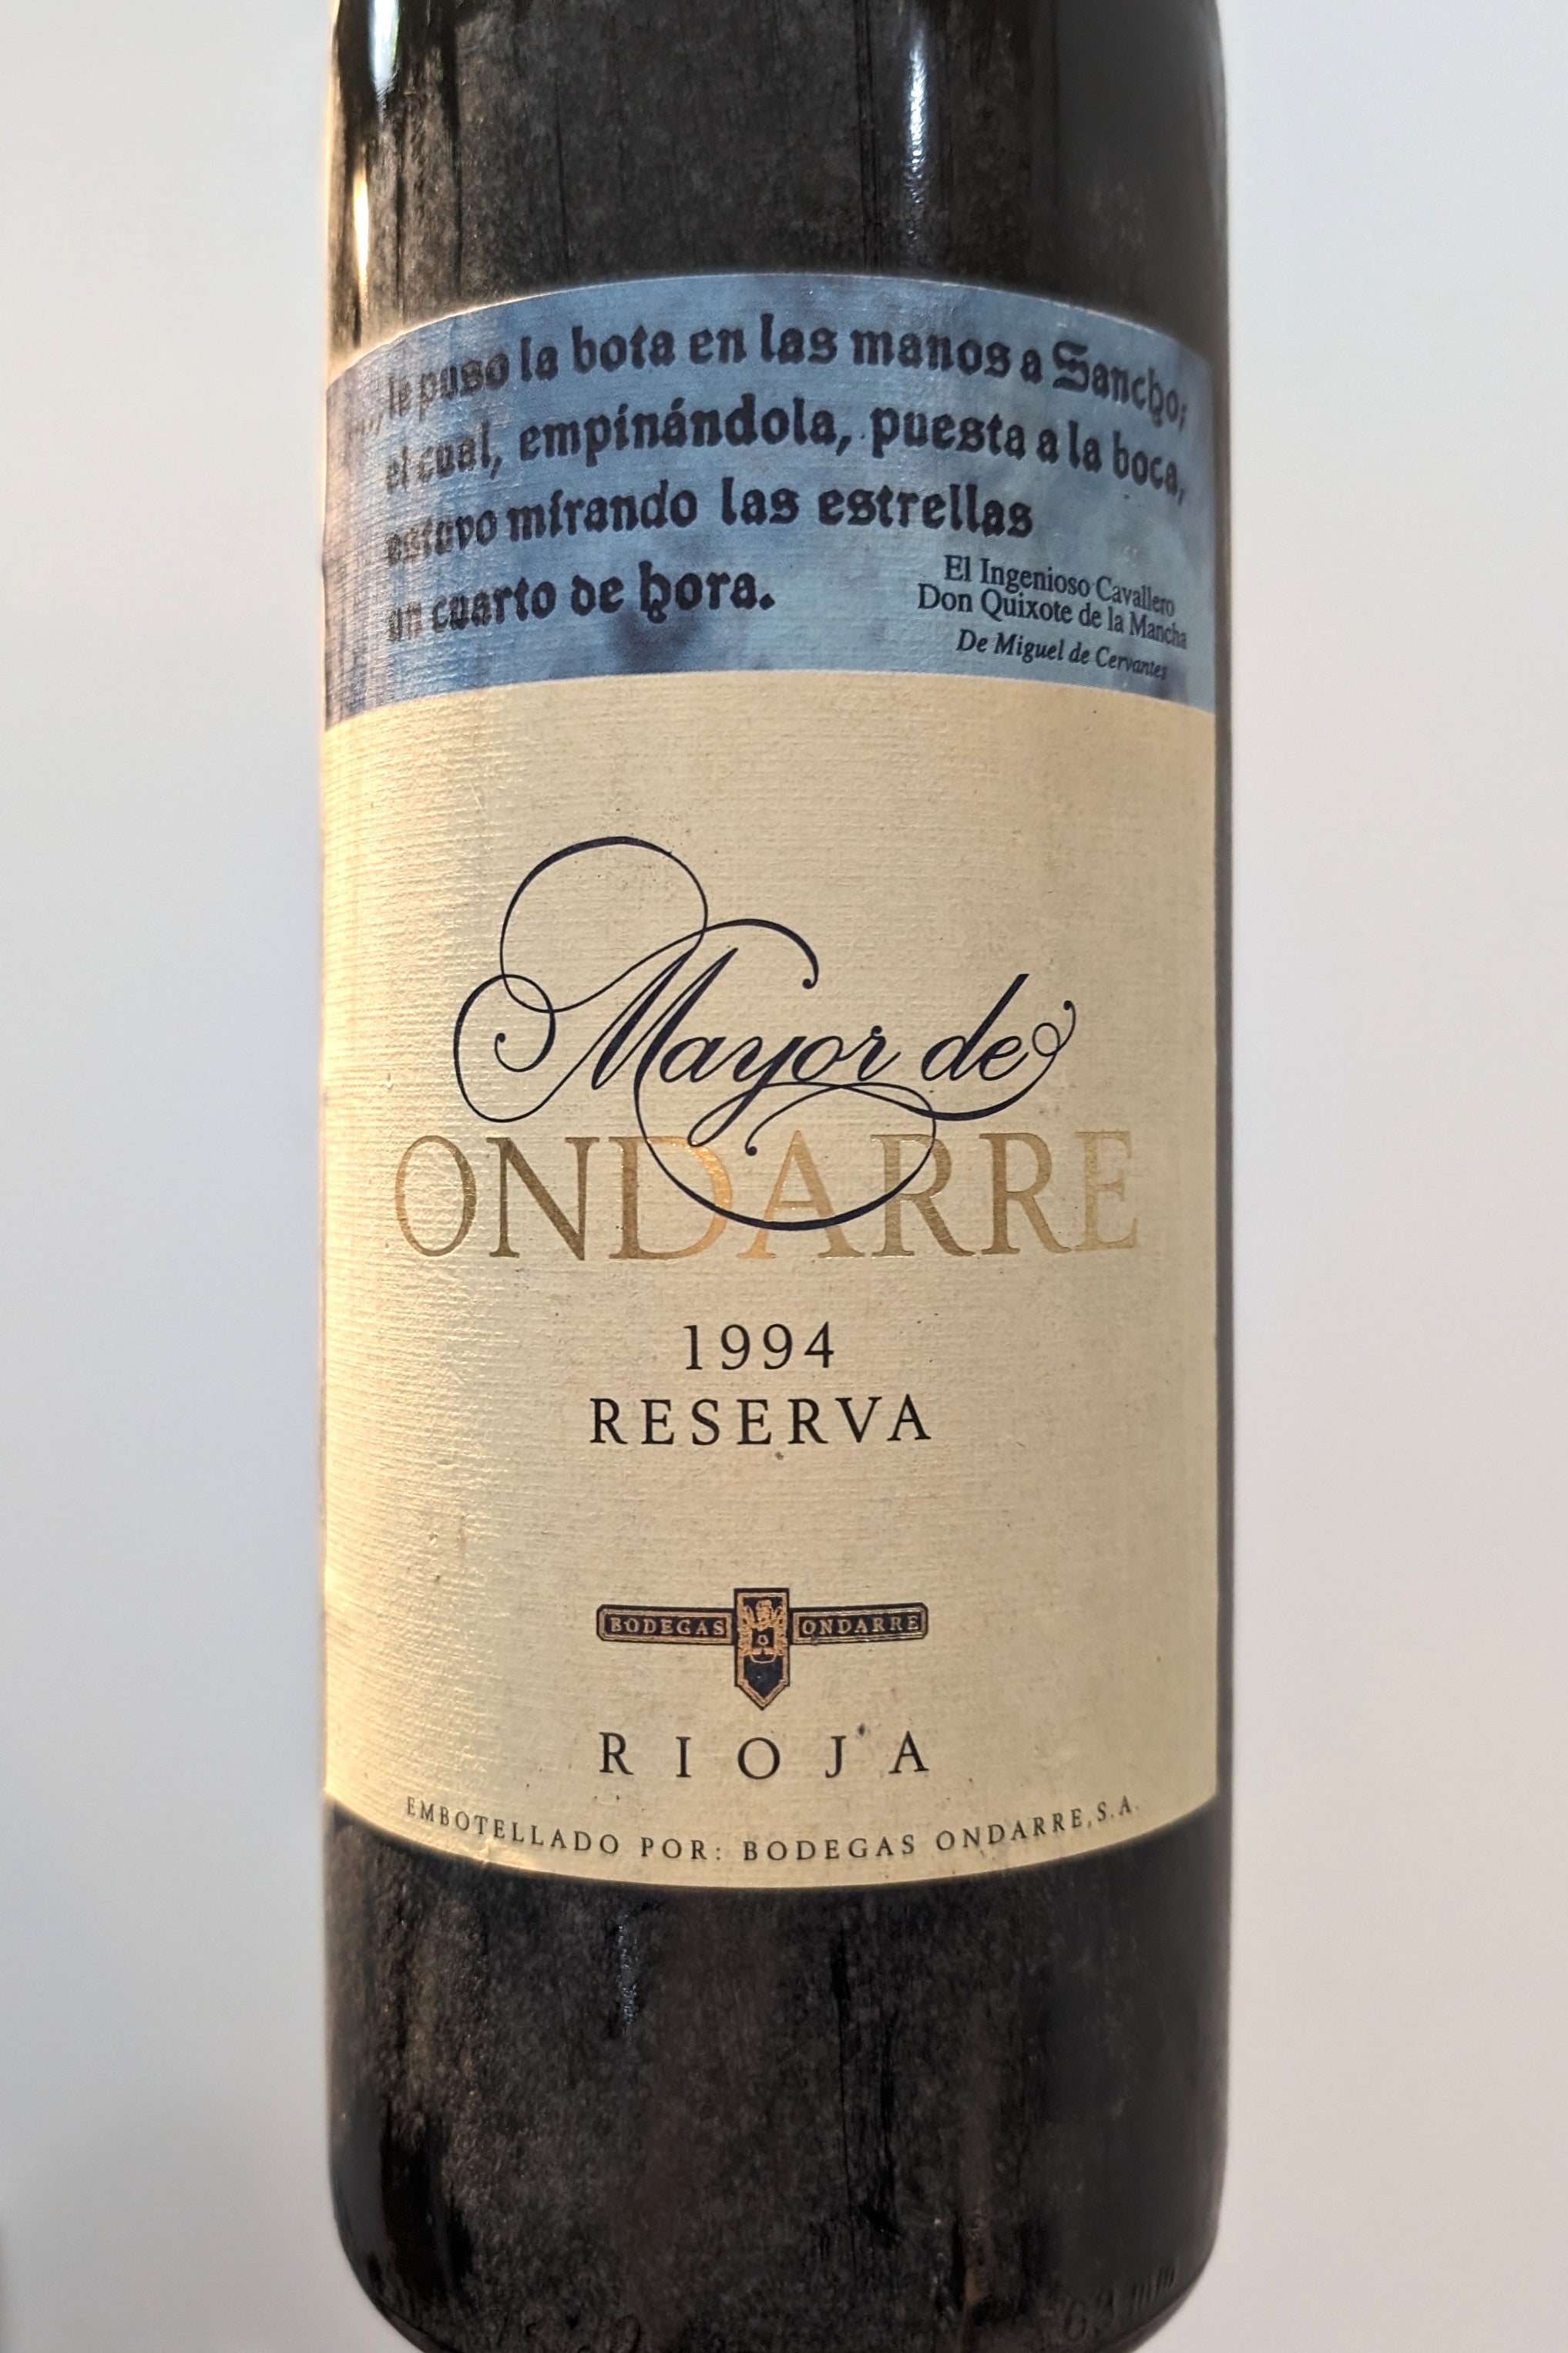 ..., le puso la bota en las manos a Sancho;
el cual, empinándola, puesta a la boca,
estuvo mirando las estrellas
un cuarto de hora.
El Ingenioso Cavallero
Don Quixote de la Mancha
De Miguel de Cervantes
Mayor de
ONDARRE
1994
RESERVA
BODEGAS ONDARRE
RIOJA
EMBOTELLADO POR: BODEGAS ONDARRE, S.A.